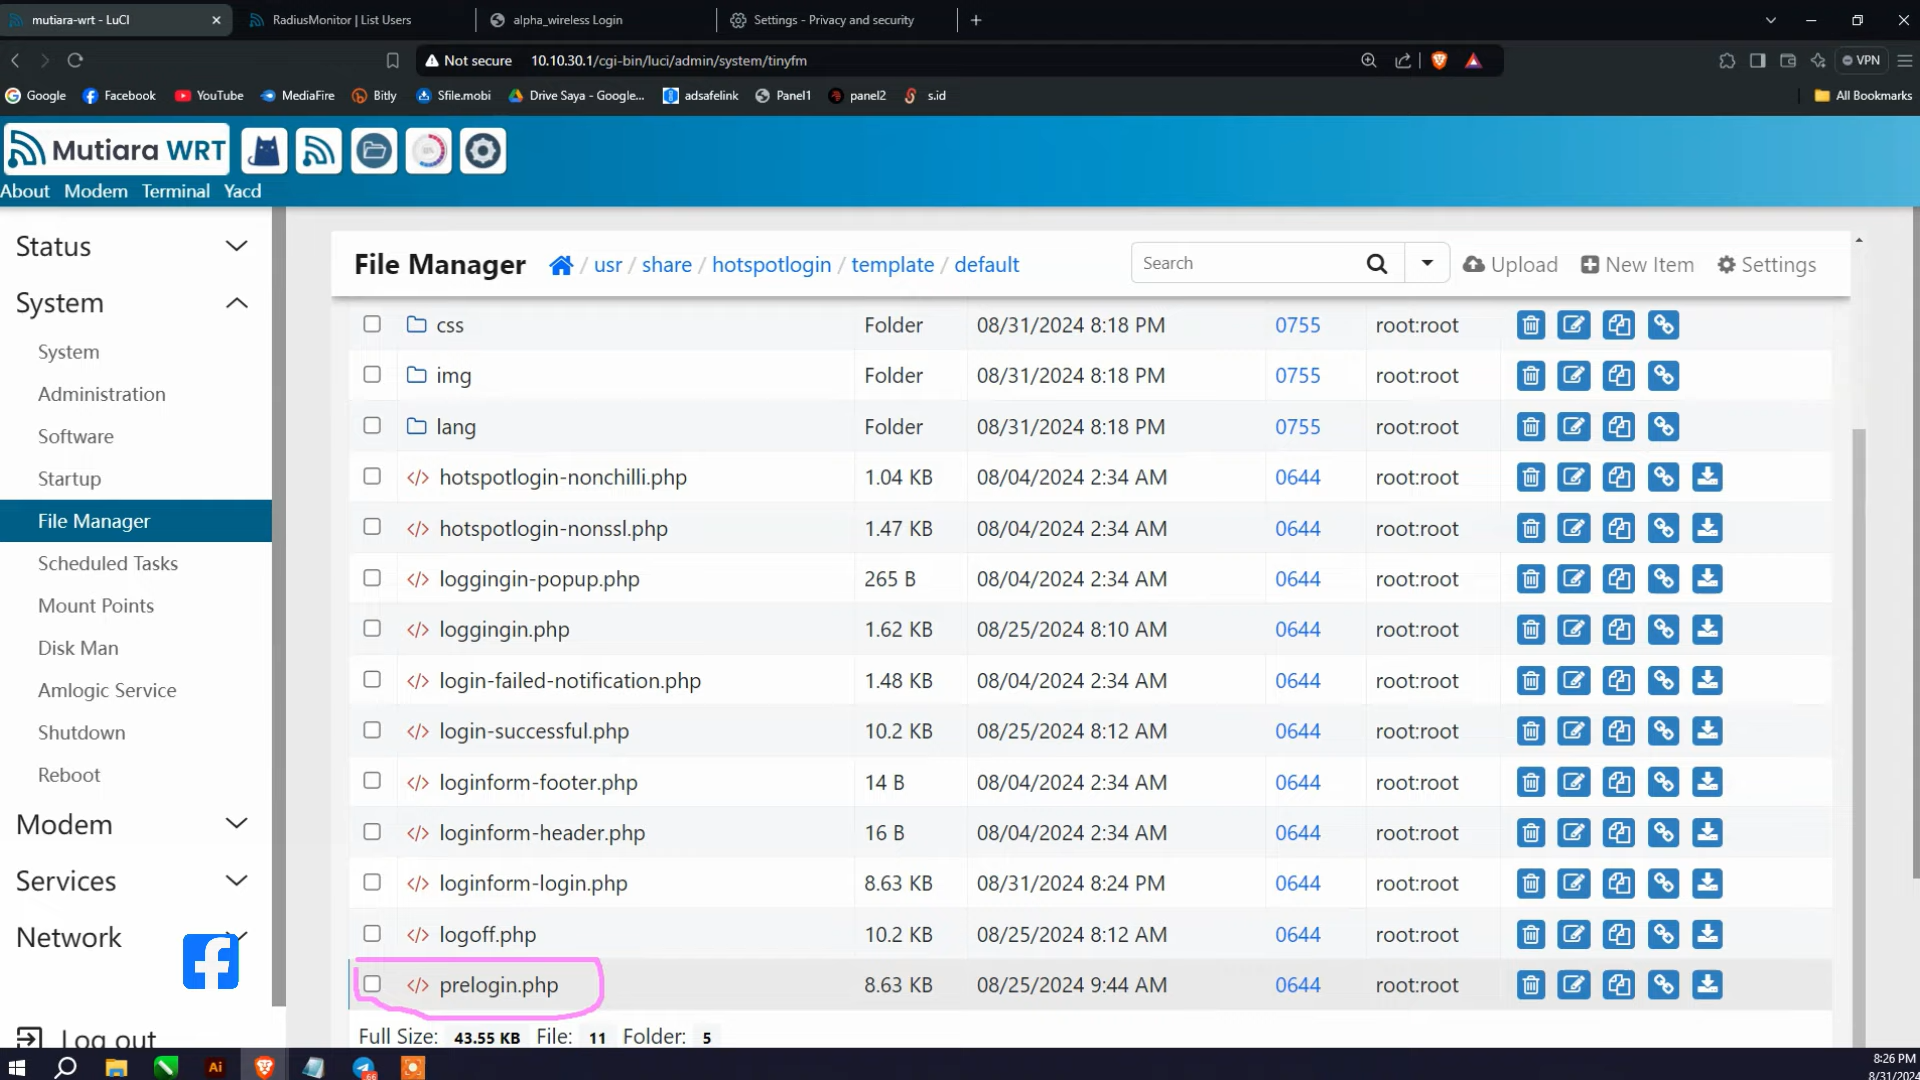 mutiara-wrt - LuCI
RadiusMonitor | List Users
alpha_wireless Login
Settings - Privacy and security
Not secure 10.10.30.1/cgi-bin/luci/admin/system/tinyfm
VPN
Google Facebook YouTube MediaFire Bitly Sfile.mobi Drive Saya - Google... adsafelink Panel1 panel2 s.id All Bookmarks
Mutiara WRT
About Modem Terminal Yacd
Status
System
System
Administration
Software
Startup
File Manager
Scheduled Tasks
Mount Points
Disk Man
Amlogic Service
Shutdown
Reboot
Modem
Services
Network
Log out
File Manager / usr / share / hotspotlogin / template / default
Search
Upload New Item Settings
css Folder 08/31/2024 8:18 PM 0755 root:root
img Folder 08/31/2024 8:18 PM 0755 root:root
lang Folder 08/31/2024 8:18 PM 0755 root:root
hotspotlogin-nonchilli.php 1.04 KB 08/04/2024 2:34 AM 0644 root:root
hotspotlogin-nonssl.php 1.47 KB 08/04/2024 2:34 AM 0644 root:root
loggingin-popup.php 265 B 08/04/2024 2:34 AM 0644 root:root
loggingin.php 1.62 KB 08/25/2024 8:10 AM 0644 root:root
login-failed-notification.php 1.48 KB 08/04/2024 2:34 AM 0644 root:root
login-successful.php 10.2 KB 08/25/2024 8:12 AM 0644 root:root
loginform-footer.php 14 B 08/04/2024 2:34 AM 0644 root:root
loginform-header.php 16 B 08/04/2024 2:34 AM 0644 root:root
loginform-login.php 8.63 KB 08/31/2024 8:24 PM 0644 root:root
logoff.php 10.2 KB 08/25/2024 8:12 AM 0644 root:root
prelogin.php 8.63 KB 08/25/2024 9:44 AM 0644 root:root
Full Size: 43.55 KB File: 11 Folder: 5
Ai
66
8:26 PM
8/31/2024